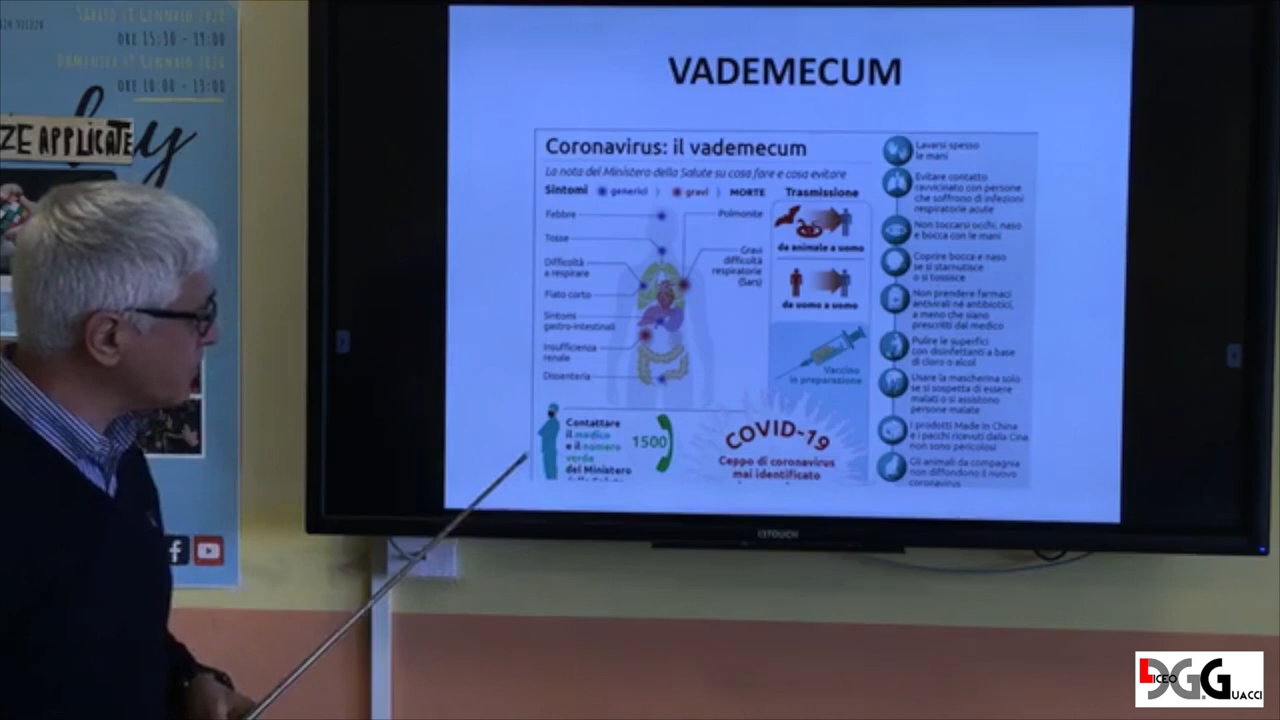 SABATO 11 GENNAIO 2020
ORE 15:30 - 19:00
ORE 10:00 - 13:00
ZE APPLICATE
VADEMECUM
Coronavirus: il vademecum
La nota del Ministero della Salute su cosa fare e cosa evitare
Sintomi generici gravi MORTE
Febbre
Tosse
Difficoltà
a respirare
Fiato corto
Sintomi
gastro-intestinali
Insufficienza
renale
Dissenteria
Polmonite
Gravi
difficoltà
respiratorie
(Sars)
Trasmissione
da animale a uomo
da uomo a uomo
Vaccino
in preparazione
Contattare
il medico
e il numero
verde
del Ministero
della Salute
1500
COVID-19
Ceppo di coronavirus
mai identificato
Lavarsi spesso
le mani
Evitare contatto
ravvicinato con persone
che soffrono di infezioni
respiratorie acute
Non toccarsi occhi, naso
e bocca con le mani
Coprire bocca e naso
se si starnutisce
o si tossisce
Non prendere farmaci
antivirali né antibiotici,
a meno che siano
prescritti dal medico
Pulire le superfici
con disinfettanti a base
di cloro o alcol
Usare la mascherina solo
se si sospetta di essere
malati o si assistono
persone malate
I prodotti Made in China
e i pacchi ricevuti dalla Cina
non sono pericolosi
Gli animali da compagnia
non diffondono il nuovo
coronavirus
I3TOUCH
LICEO G.GUACCI